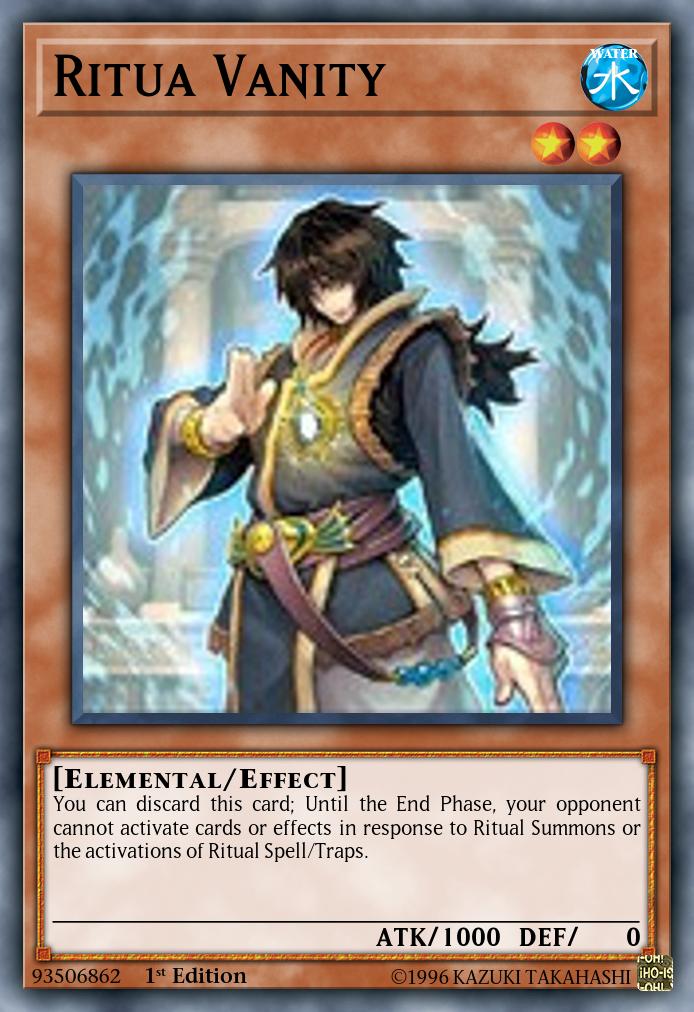 Ritua Vanity
WATER
水
[Elemental/Effect]
You can discard this card; Until the End Phase, your opponent
cannot activate cards or effects in response to Ritual Summons or
the activations of Ritual Spell/Traps.
ATK/1000 DEF/ 0
93506862 1st Edition ©1996 KAZUKI TAKAHASHI